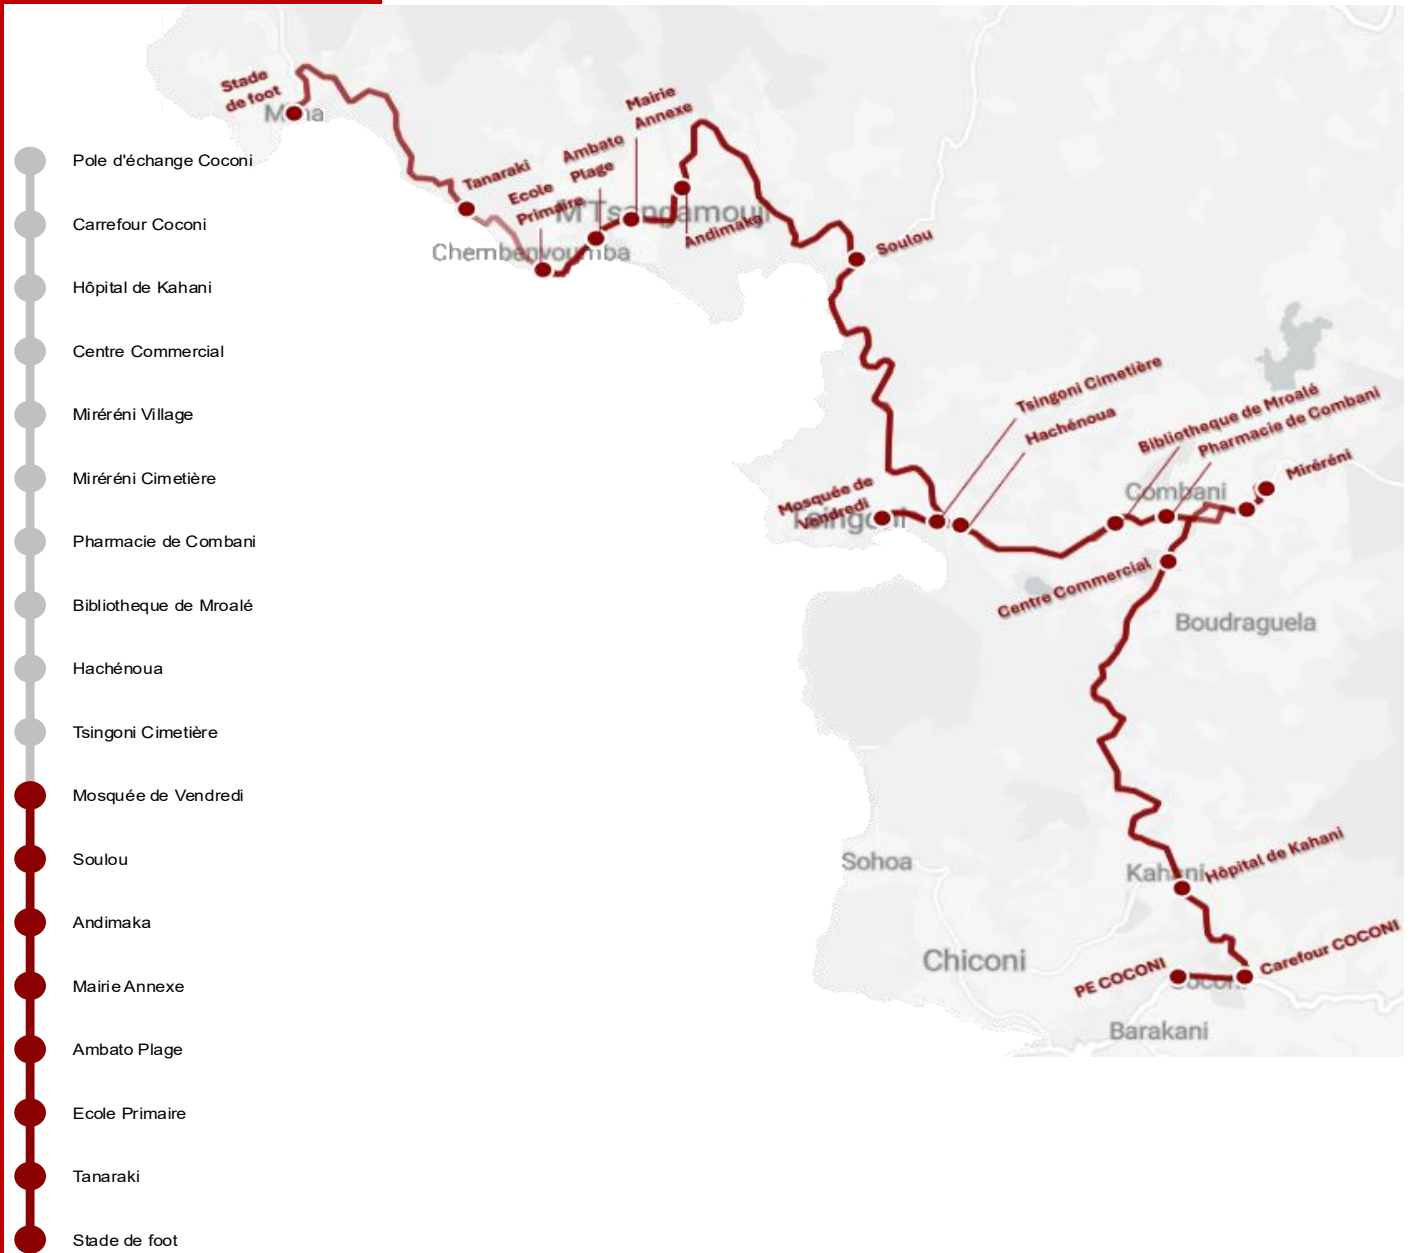 Pole d'échange Coconi
Carrefour Coconi
Hôpital de Kahani
Centre Commercial
Miréréni Village
Miréréni Cimetière
Pharmacie de Combani
Bibliotheque de Mroalé
Hachénoua
Tsingoni Cimetière
Mosquée de Vendredi
Soulou
Andimaka
Mairie Annexe
Ambato Plage
Ecole Primaire
Tanaraki
Stade de foot
Stade
de foot
Tanaraki
Ecole
Primaire
Ambato
Plage
Mairie
Annexe
M'Tsangamouji
Andimaka
Chembenyoumba
Soulou
Tsingoni Cimetière
Hachénoua
Bibliotheque de Mroalé
Pharmacie de Combani
Miréréni
Combani
Mosquée de
Vendredi
Tsingoni
Centre Commercial
Boudraguela
Sohoa
Kahani
Hôpital de Kahani
Chiconi
PE COCONI
Carefour COCONI
Coconi
Barakani